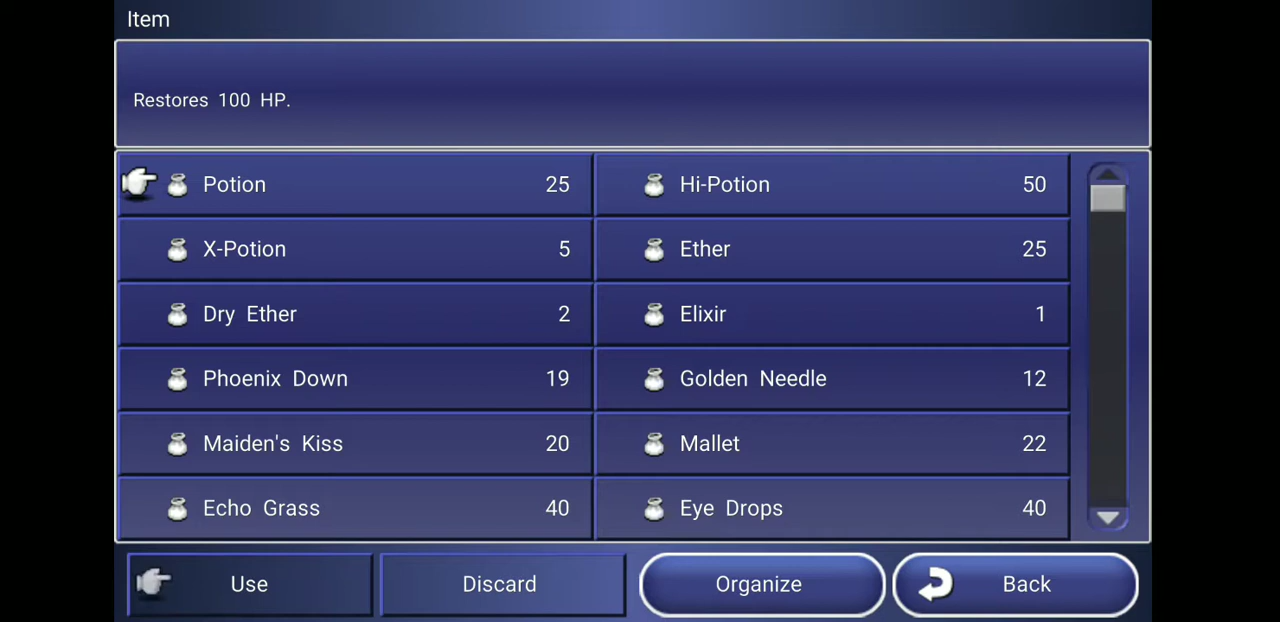 Item
Restores 100 HP.
Potion 25 Hi-Potion 50
X-Potion 5 Ether 25
Dry Ether 2 Elixir 1
Phoenix Down 19 Golden Needle 12
Maiden's Kiss 20 Mallet 22
Echo Grass 40 Eye Drops 40
Use Discard Organize Back